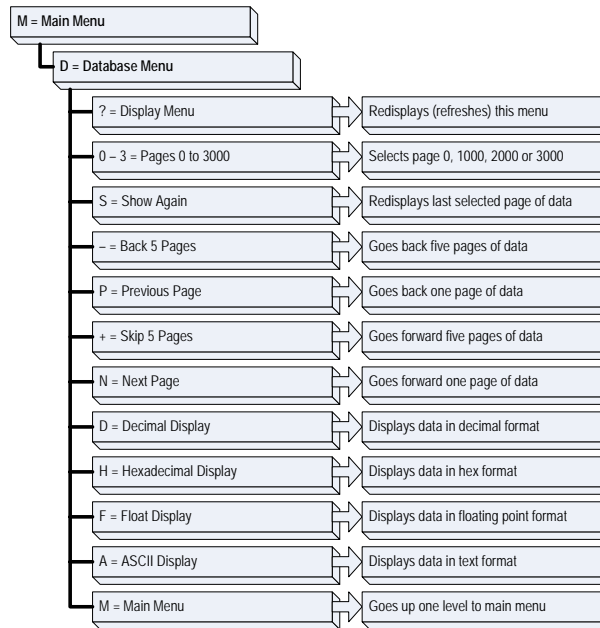 M = Main Menu
D = Database Menu
? = Display Menu
Redisplays (refreshes) this menu
0 – 3 = Pages 0 to 3000
Selects page 0, 1000, 2000 or 3000
S = Show Again
Redisplays last selected page of data
– = Back 5 Pages
Goes back five pages of data
P = Previous Page
Goes back one page of data
+ = Skip 5 Pages
Goes forward five pages of data
N = Next Page
Goes forward one page of data
D = Decimal Display
Displays data in decimal format
H = Hexadecimal Display
Displays data in hex format
F = Float Display
Displays data in floating point format
A = ASCII Display
Displays data in text format
M = Main Menu
Goes up one level to main menu